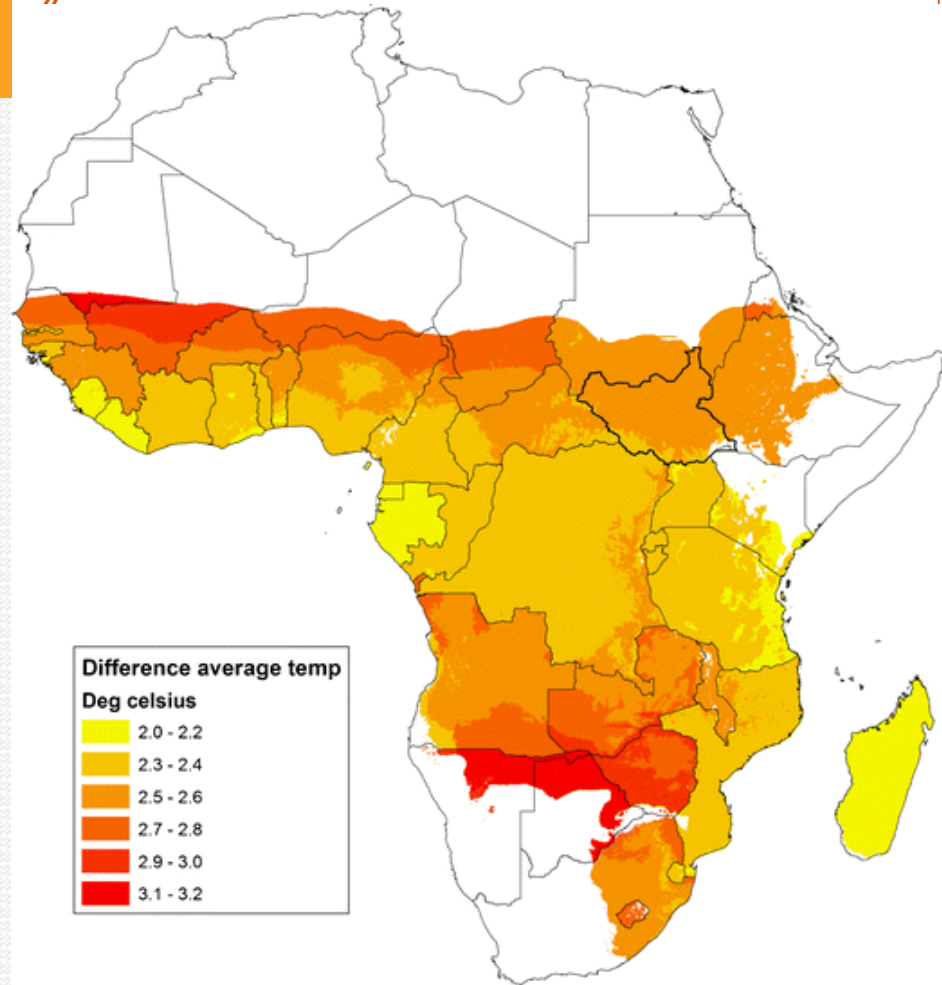 Difference average temp
Deg celsius
2.0 - 2.2
2.3 - 2.4
2.5 - 2.6
2.7 - 2.8
2.9 - 3.0
3.1 - 3.2